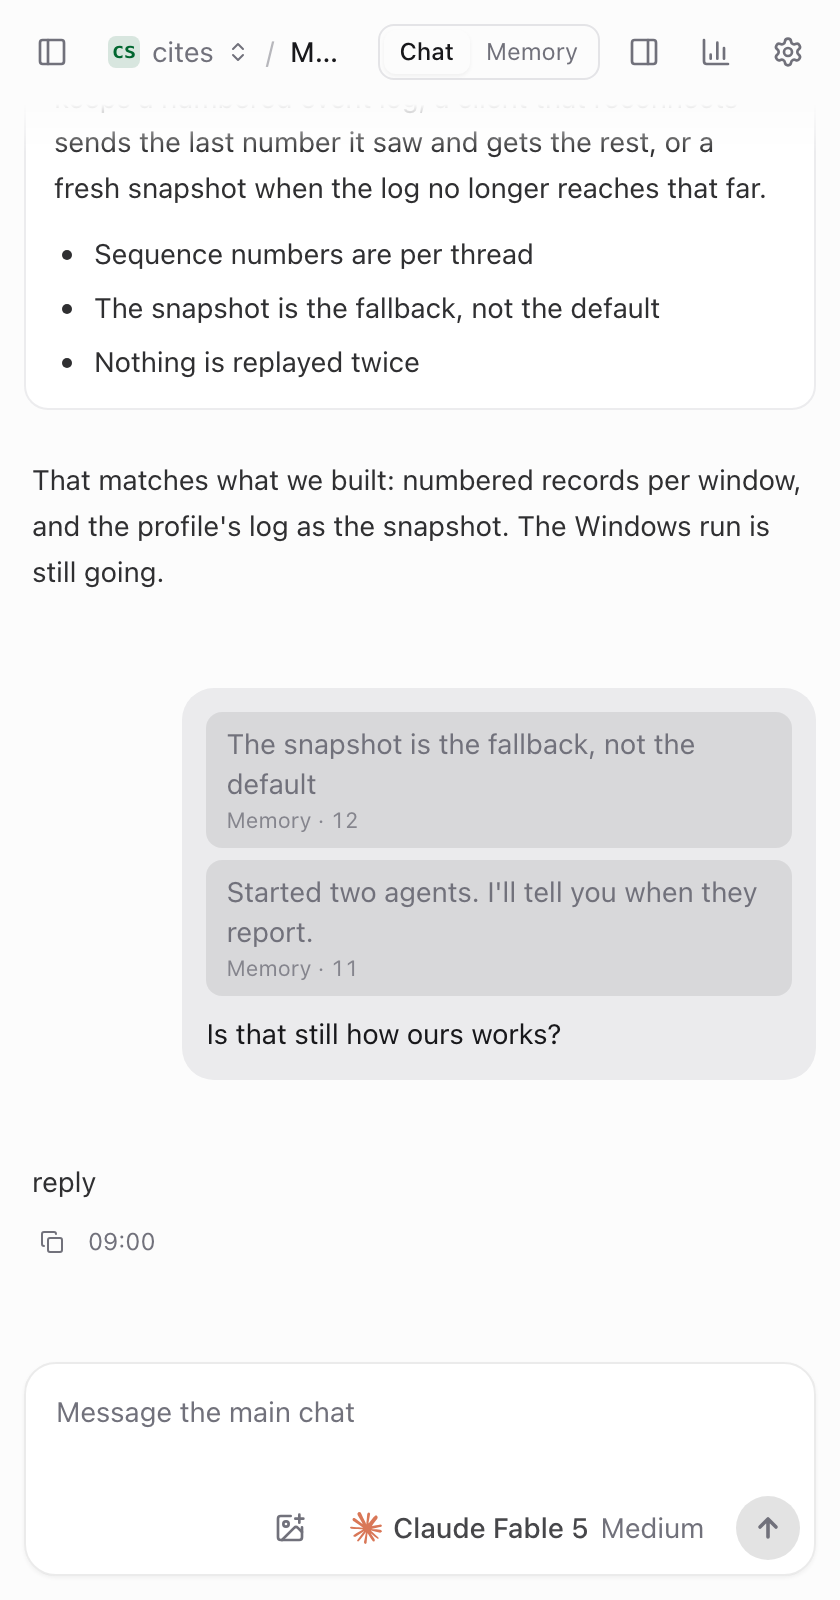 CS cites / M...
Chat Memory
sends the last number it saw and gets the rest, or a
fresh snapshot when the log no longer reaches that far.
• Sequence numbers are per thread
• The snapshot is the fallback, not the default
• Nothing is replayed twice
That matches what we built: numbered records per window,
and the profile's log as the snapshot. The Windows run is
still going.
The snapshot is the fallback, not the
default
Memory · 12
Started two agents. I'll tell you when they
report.
Memory · 11
Is that still how ours works?
reply
09:00
Message the main chat
Claude Fable 5 Medium